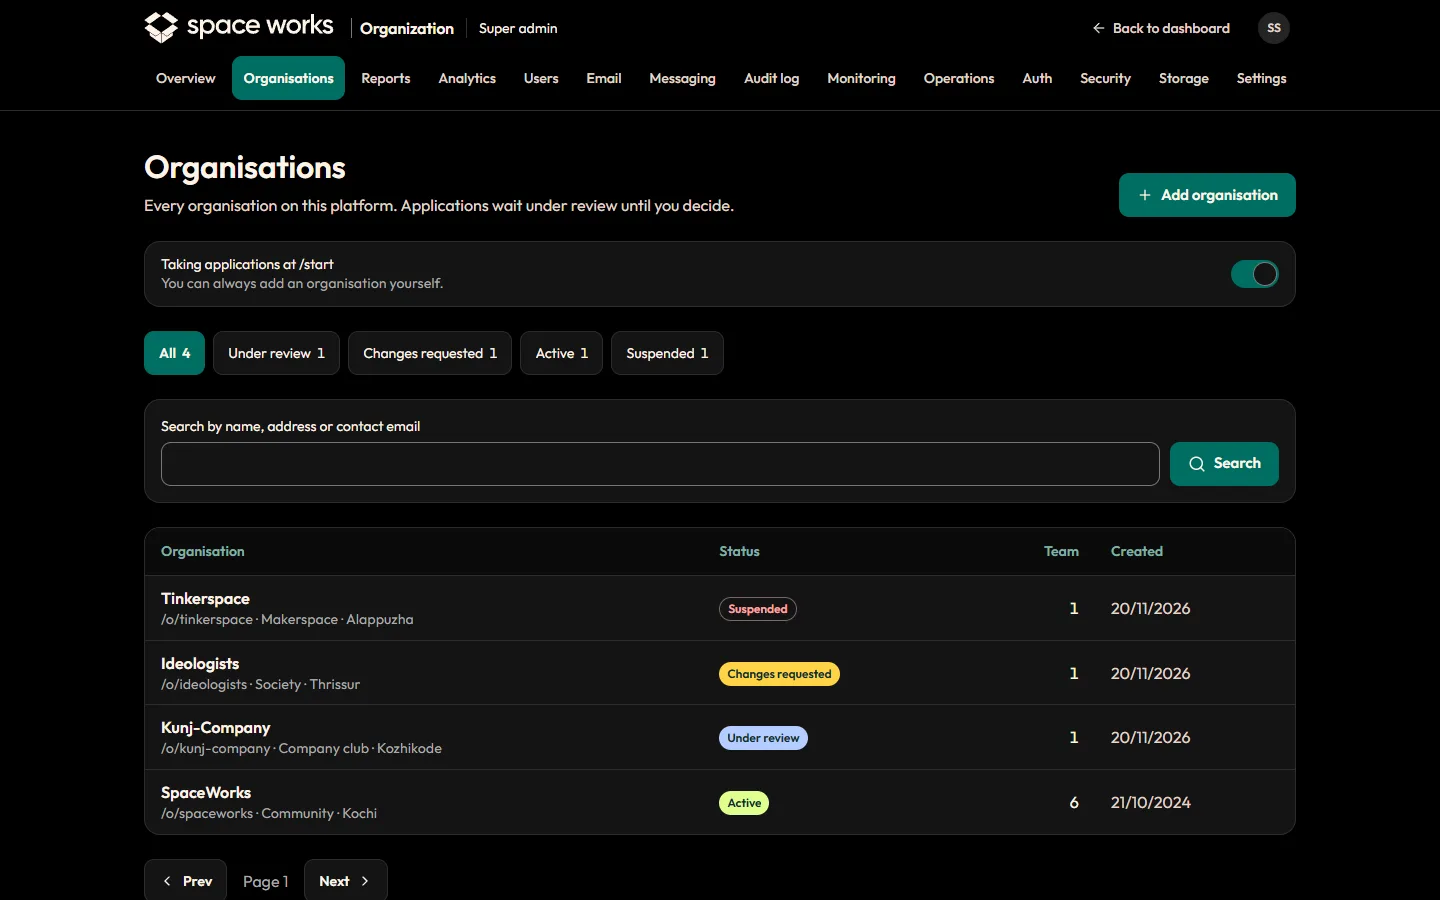 space works
Organization
Super admin
Back to dashboard
SS
Overview
Organisations
Reports
Analytics
Users
Email
Messaging
Audit log
Monitoring
Operations
Auth
Security
Storage
Settings
Organisations
Every organisation on this platform. Applications wait under review until you decide.
Add organisation
Taking applications at /start
You can always add an organisation yourself.
All 4
Under review 1
Changes requested 1
Active 1
Suspended 1
Search by name, address or contact email
Search
Organisation Status Team Created
Tinkerspace
/o/tinkerspace · Makerspace · Alappuzha
Suspended 1 20/11/2026
Ideologists
/o/ideologists · Society · Thrissur
Changes requested 1 20/11/2026
Kunj-Company
/o/kunj-company · Company club · Kozhikode
Under review 1 20/11/2026
SpaceWorks
/o/spaceworks · Community · Kochi
Active 6 21/10/2024
Prev Page 1 Next